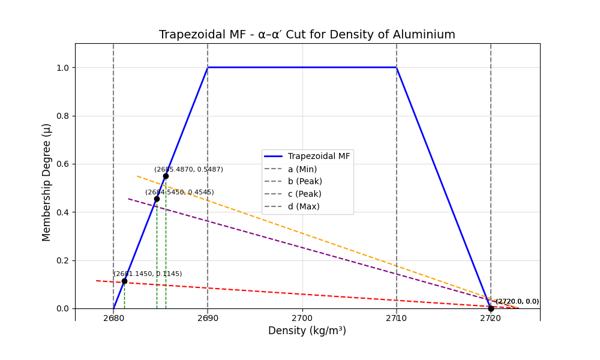 Trapezoidal MF - α–α′ Cut for Density of Aluminium
Membership Degree (μ)
1.0
0.8
0.6
0.4
0.2
0.0
(2685.4870, 0.5487)
(2684.5450, 0.4545)
(2681.1450, 0.1145)
(2720.0, 0.0)
Trapezoidal MF
a (Min)
b (Peak)
c (Peak)
d (Max)
2680
2690
2700
2710
2720
Density (kg/m³)